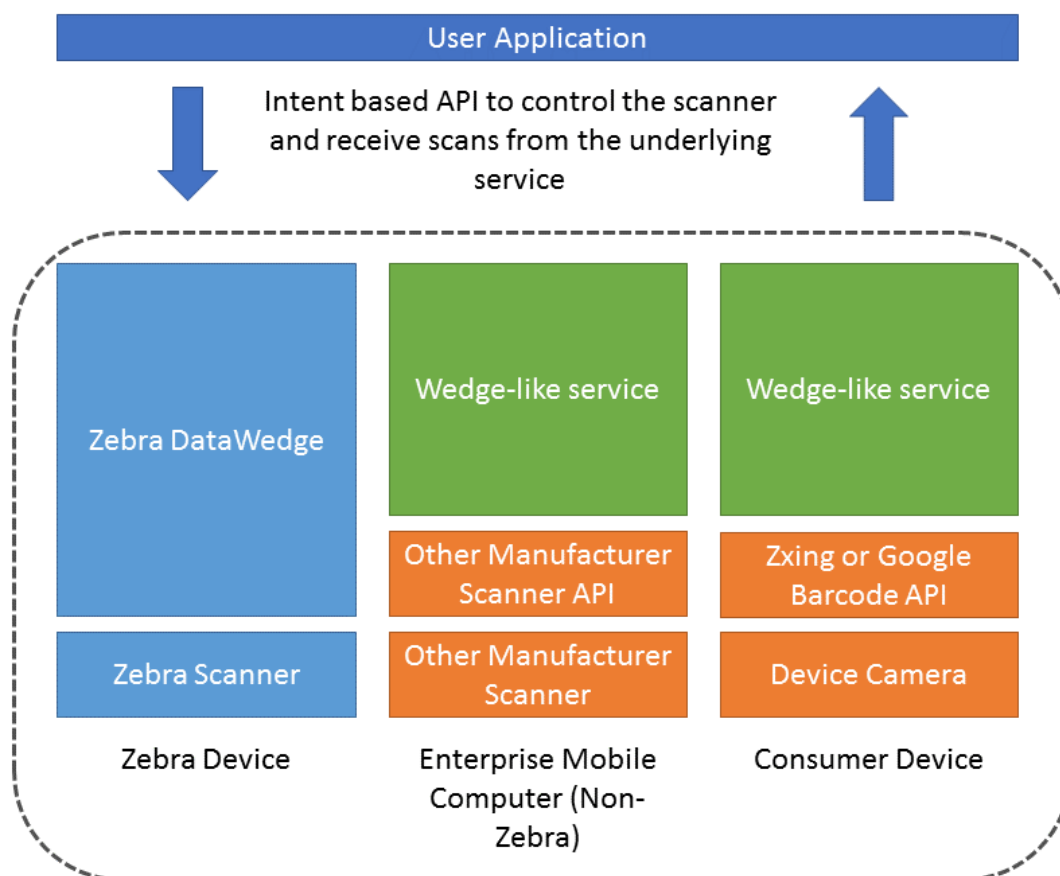 User Application
Intent based API to control the scanner
and receive scans from the underlying
service
Zebra DataWedge
Wedge-like service
Wedge-like service
Other Manufacturer
Scanner API
Zxing or Google
Barcode API
Zebra Scanner
Other Manufacturer
Scanner
Device Camera
Zebra Device
Enterprise Mobile
Computer (Non-
Zebra)
Consumer Device